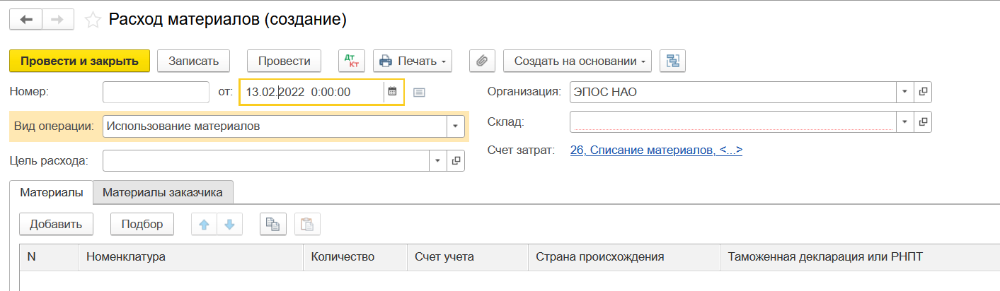 Расход материалов (создание)
Провести и закрыть Записать Провести Дт Кт Печать Создать на основании
Номер: от: 13.02.2022 0:00:00 Организация: ЭПОС НАО
Вид операции: Использование материалов Склад:
Цель расхода: Счет затрат: 26, Списание материалов, <...>
Материалы Материалы заказчика
Добавить Подбор
N Номенклатура Количество Счет учета Страна происхождения Таможенная декларация или РНПТ